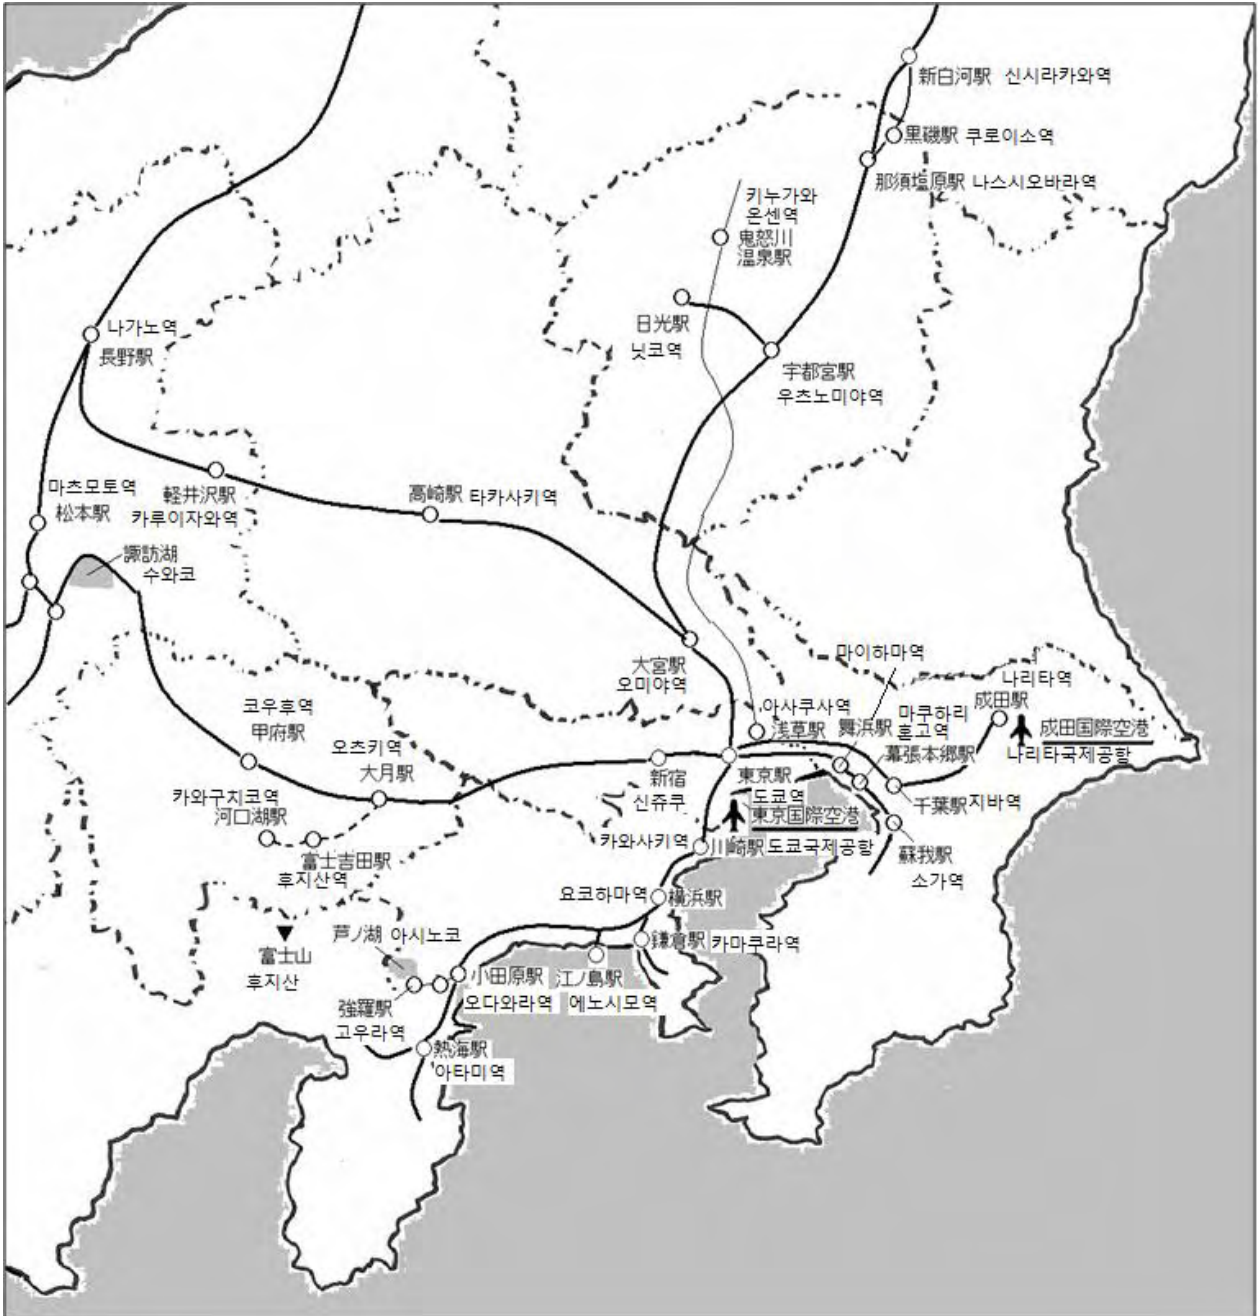 新白河駅 신시라카와역
黒磯駅 쿠로이소역
那須塩原駅 나스시오바라역
키누가와
온센역
鬼怒川
温泉駅
日光駅
닛코역
宇都宮駅
우츠노미야역
나가노역
長野駅
마츠모토역
松本駅
軽井沢駅
카루이자와역
高崎駅 타카사키역
諏訪湖
수와코
大宮駅
오미야역
마이하마역
나리타역
成田駅
아사쿠사역
浅草駅
舞浜駅
마쿠하리
혼고역
幕張本郷駅
成田国際空港
나리타국제공항
코우후역
甲府駅
오츠키역
大月駅
新宿
신쥬쿠
東京駅
도쿄역
千葉駅 지바역
카와구치코역
河口湖駅
東京国際空港
카와사키역 川崎駅 도쿄국제공항
富士吉田駅
후지산역
蘇我駅
소가역
요코하마역 横浜駅
芦ノ湖 아시노코
鎌倉駅 카마쿠라역
富士山
후지산
小田原駅
오다와라역
江ノ島駅
에노시모역
強羅駅
고우라역
熱海駅
아타미역